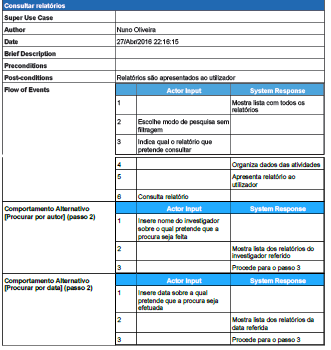 Consultar relatórios
Super Use Case
Author Nuno Oliveira
Date 27/Abr/2016 22:16:15
Brief Description
Preconditions
Post-conditions Relatórios são apresentados ao utilizador
Flow of Events Actor Input System Response
1 Mostra lista com todos os
relatórios
2 Escolhe modo de pesquisa sem
filtragem
3 Indica qual o relatório que
pretende consultar
4 Organiza dados das atividades
5 Apresenta relatório ao
utilizador
6 Consulta relatório
Comportamento Alternativo Actor Input System Response
[Procurar por autor] (passo 2)
1 Insere nome do investigador
sobre o qual pretende que a
procura seja feita
2 Mostra lista dos relatórios do
investigador referido
3 Procede para o passo 3
Comportamento Alternativo Actor Input System Response
[Procurar por data] (passo 2)
1 Insere data sobre a qual
pretende que a procura seja
efetuada
2 Mostra lista dos relatórios da
data referida
3 Procede para o passo 3